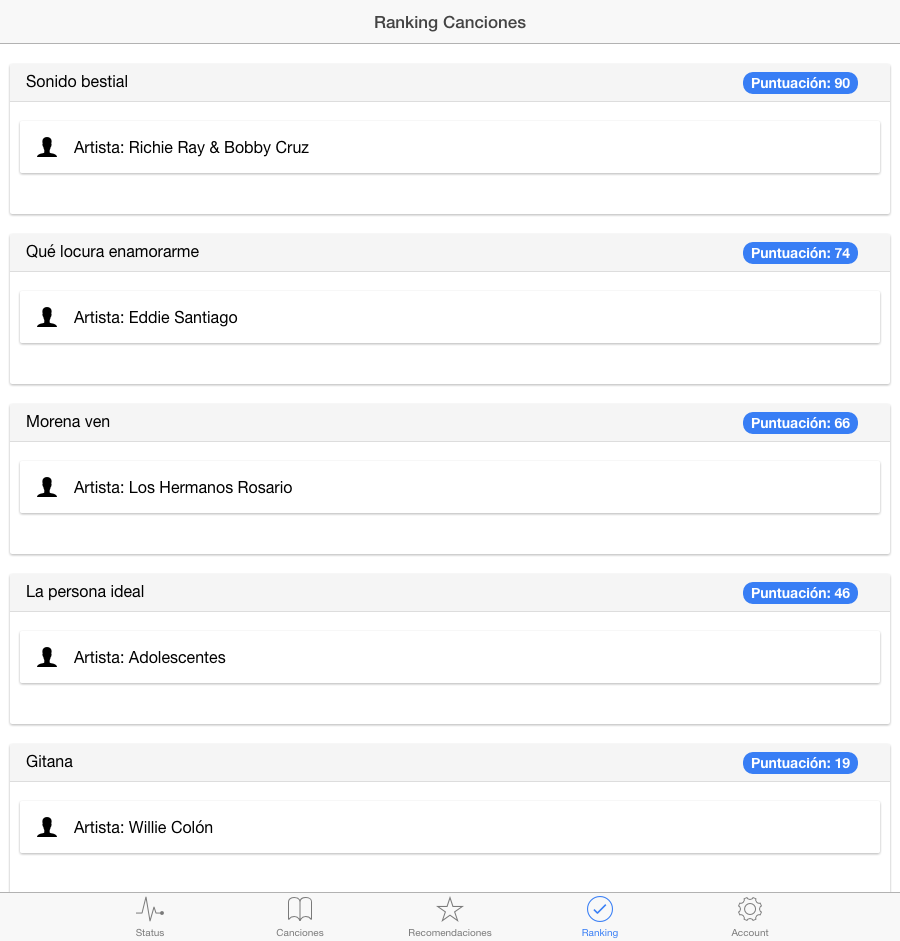 Ranking Canciones
Sonido bestial
Puntuación: 90
Artista: Richie Ray & Bobby Cruz
Qué locura enamorarme
Puntuación: 74
Artista: Eddie Santiago
Morena ven
Puntuación: 66
Artista: Los Hermanos Rosario
La persona ideal
Puntuación: 46
Artista: Adolescentes
Gitana
Puntuación: 19
Artista: Willie Colón
Status
Canciones
Recomendaciones
Ranking
Account